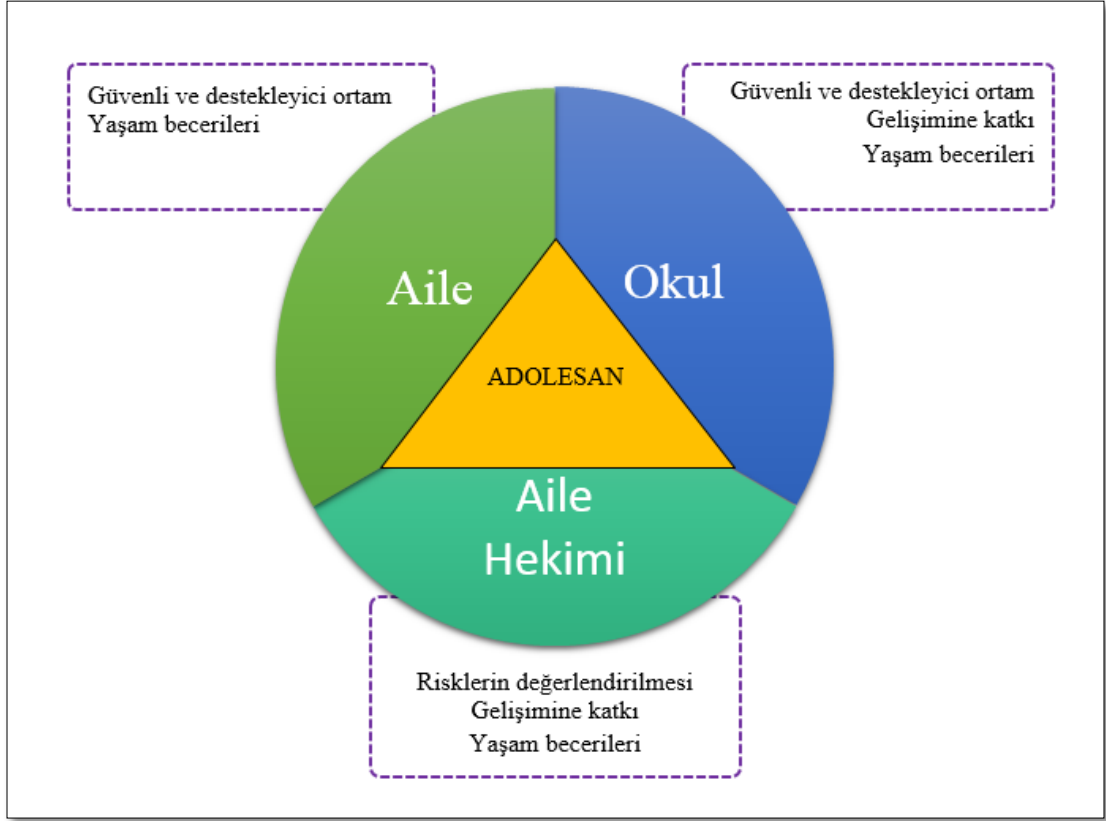 Güvenli ve destekleyici ortam
Yaşam becerileri
Güvenli ve destekleyici ortam
Gelişimine katkı
Yaşam becerileri
Aile
Okul
ADOLESAN
Aile
Hekimi
Risklerin değerlendirilmesi
Gelişimine katkı
Yaşam becerileri